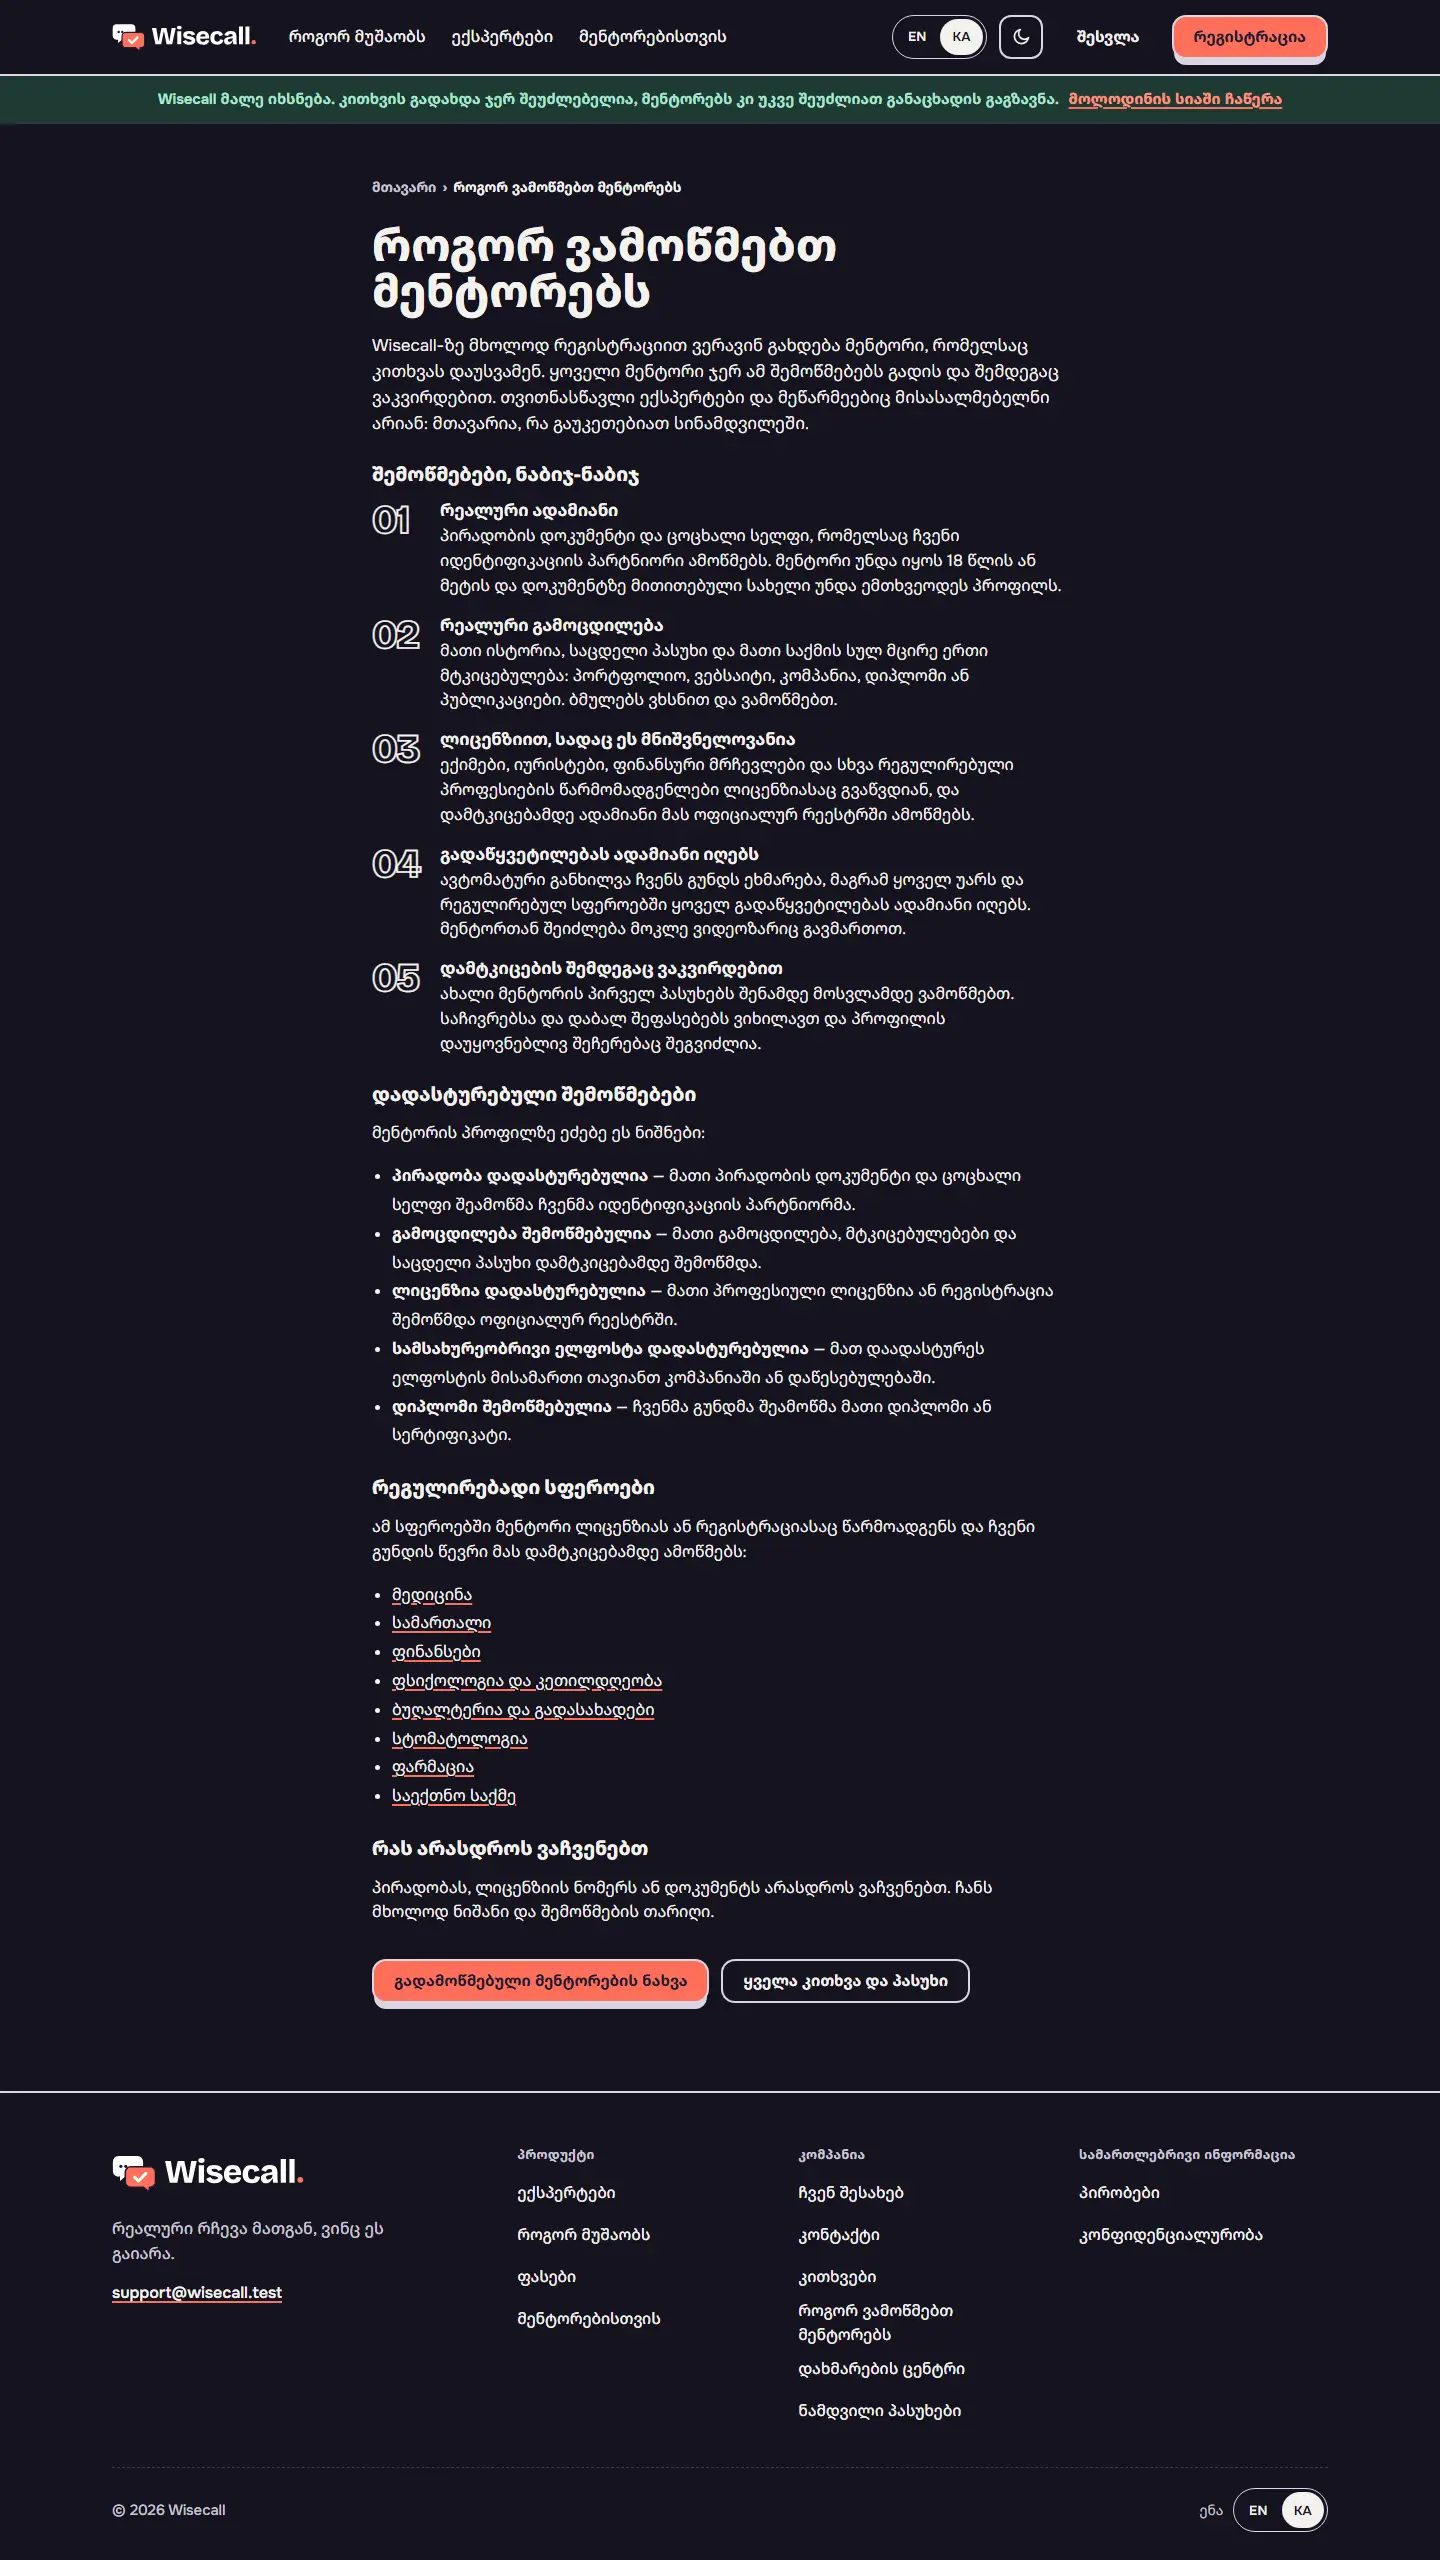 Wisecall.
როგორ მუშაობს
ექსპერტები
მენტორებისთვის
EN
KA
შესვლა
რეგისტრაცია
Wisecall მალე იხსნება. კითხვის გადახდა ჯერ შეუძლებელია, მენტორებს კი უკვე შეუძლიათ განაცხადის გაგზავნა. მოლოდინის სიაში ჩაწერა
მთავარი › როგორ ვამოწმებთ მენტორებს
როგორ ვამოწმებთ
მენტორებს
Wisecall-ზე მხოლოდ რეგისტრაციით ვერავინ გახდება მენტორი, რომელსაც
კითხვას დაუსვამენ. ყოველი მენტორი ჯერ ამ შემოწმებებს გადის და შემდეგაც
ვაკვირდებით. თვითნასწავლი ექსპერტები და მეწარმეებიც მისასალმებელნი
არიან: მთავარია, რა გაუკეთებიათ სინამდვილეში.
შემოწმებები, ნაბიჯ-ნაბიჯ
01
რეალური ადამიანი
პირადობის დოკუმენტი და ცოცხალი სელფი, რომელსაც ჩვენი
იდენტიფიკაციის პარტნიორი ამოწმებს. მენტორი უნდა იყოს 18 წლის ან
მეტის და დოკუმენტზე მითითებული სახელი უნდა ემთხვეოდეს პროფილს.
02
რეალური გამოცდილება
მათი ისტორია, საცდელი პასუხი და მათი საქმის სულ მცირე ერთი
მტკიცებულება: პორტფოლიო, ვებსაიტი, კომპანია, დიპლომი ან
პუბლიკაციები. ბმულებს ვხსნით და ვამოწმებთ.
03
ლიცენზიით, სადაც ეს მნიშვნელოვანია
ექიმები, იურისტები, ფინანსური მრჩევლები და სხვა რეგულირებული
პროფესიების წარმომადგენლები ლიცენზიასაც გვაწვდიან, და
დამტკიცებამდე ადამიანი მას ოფიციალურ რეესტრში ამოწმებს.
04
გადაწყვეტილებას ადამიანი იღებს
ავტომატური განხილვა ჩვენს გუნდს ეხმარება, მაგრამ ყოველ უარს და
რეგულირებულ სფეროებში ყოველ გადაწყვეტილებას ადამიანი იღებს.
მენტორთან შეიძლება მოკლე ვიდეოზარიც გავმართოთ.
05
დამტკიცების შემდეგაც ვაკვირდებით
ახალი მენტორის პირველ პასუხებს შენამდე მოსვლამდე ვამოწმებთ.
საჩივრებსა და დაბალ შეფასებებს ვიხილავთ და პროფილის
დაუყოვნებლივ შეჩერებაც შეგვიძლია.
დადასტურებული შემოწმებები
მენტორის პროფილზე ეძებე ეს ნიშნები:
• პირადობა დადასტურებულია — მათი პირადობის დოკუმენტი და ცოცხალი
სელფი შეამოწმა ჩვენმა იდენტიფიკაციის პარტნიორმა.
• გამოცდილება შემოწმებულია — მათი გამოცდილება, მტკიცებულებები და
საცდელი პასუხი დამტკიცებამდე შემოწმდა.
• ლიცენზია დადასტურებულია — მათი პროფესიული ლიცენზია ან რეგისტრაცია
შემოწმდა ოფიციალურ რეესტრში.
• სამსახურეობრივი ელფოსტა დადასტურებულია — მათ დაადასტურეს
ელფოსტის მისამართი თავიანთ კომპანიაში ან დაწესებულებაში.
• დიპლომი შემოწმებულია — ჩვენმა გუნდმა შეამოწმა მათი დიპლომი ან
სერტიფიკატი.
რეგულირებადი სფეროები
ამ სფეროებში მენტორი ლიცენზიას ან რეგისტრაციასაც წარმოადგენს და ჩვენი
გუნდის წევრი მას დამტკიცებამდე ამოწმებს:
• მედიცინა
• სამართალი
• ფინანსები
• ფსიქოლოგია და კეთილდღეობა
• ბუღალტერია და გადასახადები
• სტომატოლოგია
• ფარმაცია
• საექთნო საქმე
რას არასდროს ვაჩვენებთ
პირადობას, ლიცენზიის ნომერს ან დოკუმენტს არასდროს ვაჩვენებთ. ჩანს
მხოლოდ ნიშანი და შემოწმების თარიღი.
გადამოწმებული მენტორების ნახვა
ყველა კითხვა და პასუხი
Wisecall.
რეალური რჩევა მათგან, ვინც ეს
გაიარა.
support@wisecall.test
პროდუქტი
ექსპერტები
როგორ მუშაობს
ფასები
მენტორებისთვის
კომპანია
ჩვენ შესახებ
კონტაქტი
კითხვები
როგორ ვამოწმებთ
მენტორებს
დახმარების ცენტრი
ნამდვილი პასუხები
სამართლებრივი ინფორმაცია
პირობები
კონფიდენციალურობა
© 2026 Wisecall
ენა
EN
KA